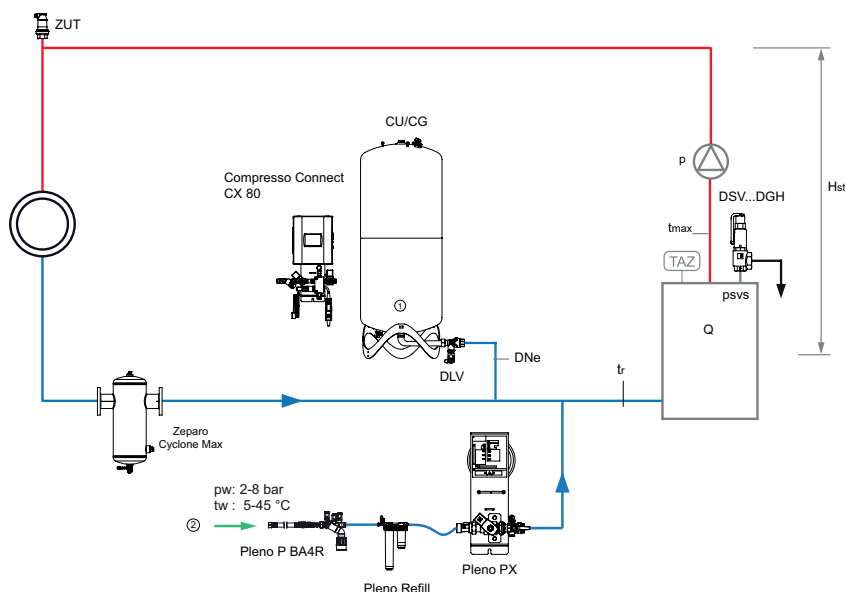 ZUT
CU/CG
Compresso Connect
CX 80
p
Hst
DSV...DGH
tmax
TAZ
psvs
Q
1
DNe
DLV
tr
Zeparo
Cyclone Max
pw: 2-8 bar
tw : 5-45 °C
2
Pleno P BA4R
Pleno Refill
Pleno PX